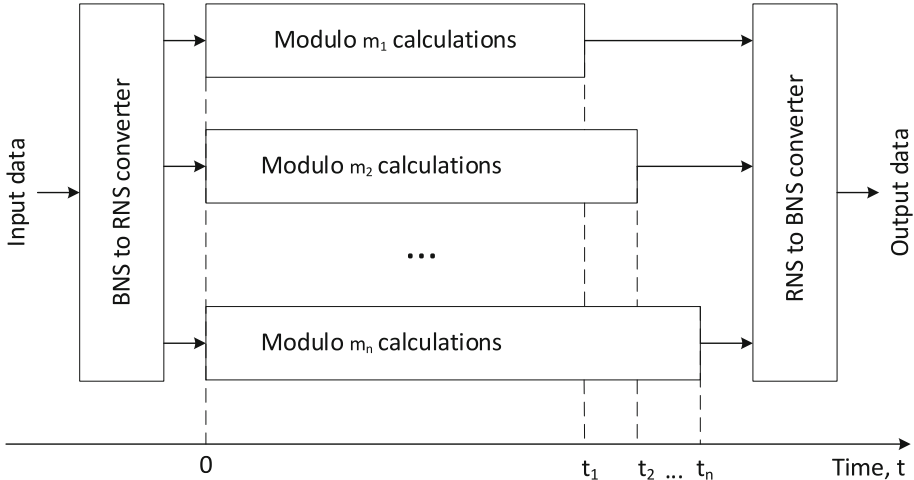 Input data
BNS to RNS converter
Modulo m₁ calculations
Modulo m₂ calculations
...
Modulo mₙ calculations
RNS to BNS converter
Output data
0
t₁ t₂ ... tₙ
Time, t